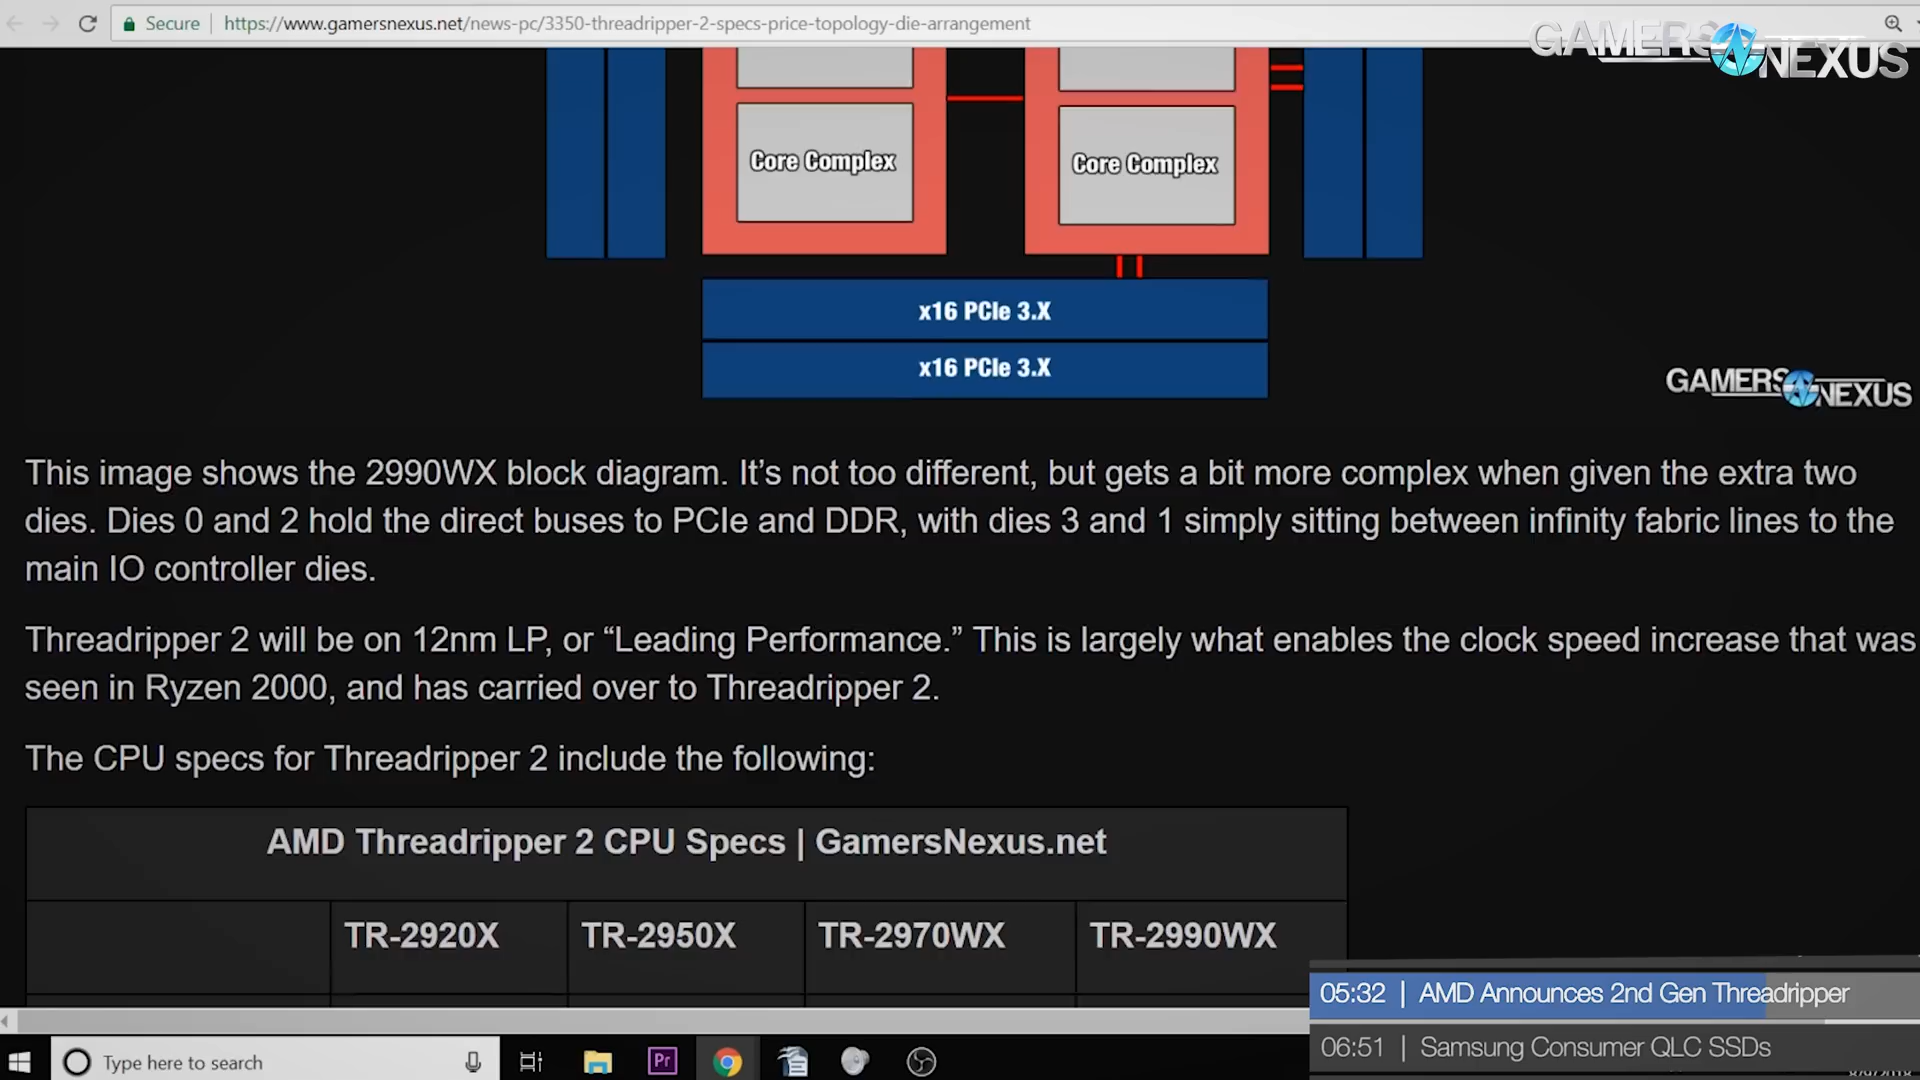 Secure | https://www.gamersnexus.net/news-pc/3350-threadripper-2-specs-price-topology-die-arrangement
GAMERS NEXUS
Core Complex
Core Complex
x16 PCIe 3.X
x16 PCIe 3.X
GAMERS NEXUS
This image shows the 2990WX block diagram. It’s not too different, but gets a bit more complex when given the extra two
dies. Dies 0 and 2 hold the direct buses to PCIe and DDR, with dies 3 and 1 simply sitting between infinity fabric lines to the
main IO controller dies.
Threadripper 2 will be on 12nm LP, or “Leading Performance.” This is largely what enables the clock speed increase that was
seen in Ryzen 2000, and has carried over to Threadripper 2.
The CPU specs for Threadripper 2 include the following:
AMD Threadripper 2 CPU Specs | GamersNexus.net
TR-2920X TR-2950X TR-2970WX TR-2990WX
05:32 | AMD Announces 2nd Gen Threadripper
06:51 | Samsung Consumer QLC SSDs
Type here to search
Pr